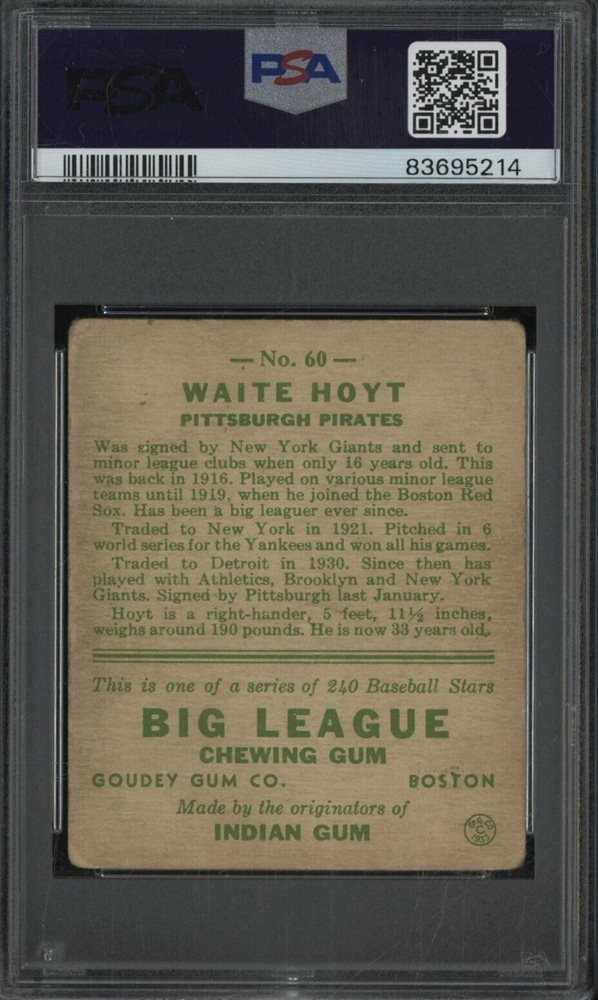 PSA
PSA
83695214
— No. 60 —
WAITE HOYT
PITTSBURGH PIRATES
Was signed by New York Giants and sent to
minor league clubs when only 16 years old. This
was back in 1916. Played on various minor league
teams until 1919, when he joined the Boston Red
Sox. Has been a big leaguer ever since.
Traded to New York in 1921. Pitched in 6
world series for the Yankees and won all his games.
Traded to Detroit in 1930. Since then has
played with Athletics, Brooklyn and New York
Giants. Signed by Pittsburgh last January.
Hoyt is a right-hander, 5 feet, 11½ inches,
weighs around 190 pounds. He is now 33 years old.
This is one of a series of 240 Baseball Stars
BIG LEAGUE
CHEWING GUM
GOUDEY GUM CO. BOSTON
Made by the originators of
INDIAN GUM
G. G. Co.
C
1933
PSA